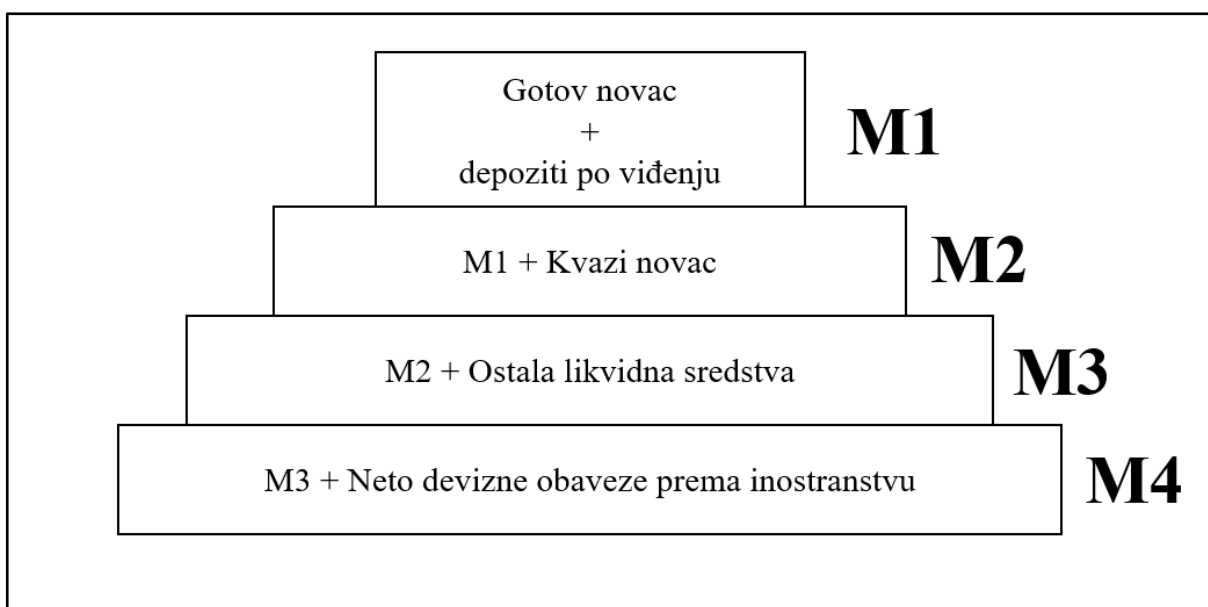 Gotov novac
+
depoziti po viđenju
M1
M1 + Kvazi novac
M2
M2 + Ostala likvidna sredstva
M3
M3 + Neto devizne obaveze prema inostranstvu
M4